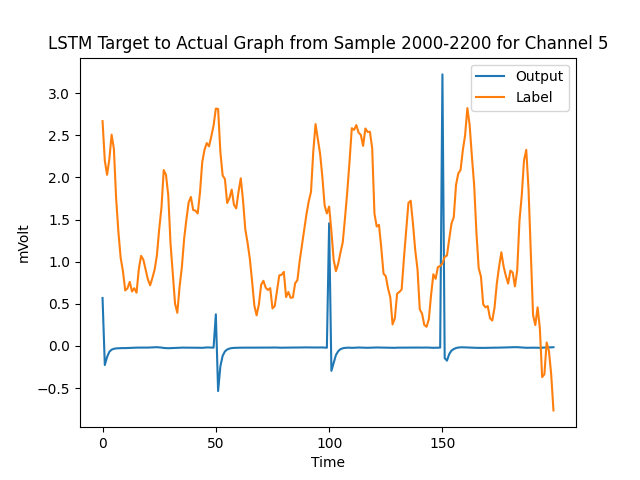 LSTM Target to Actual Graph from Sample 2000-2200 for Channel 5
Output
Label
3.0
2.5
2.0
1.5
1.0
0.5
0.0
−0.5
mVolt
0
50
100
150
Time